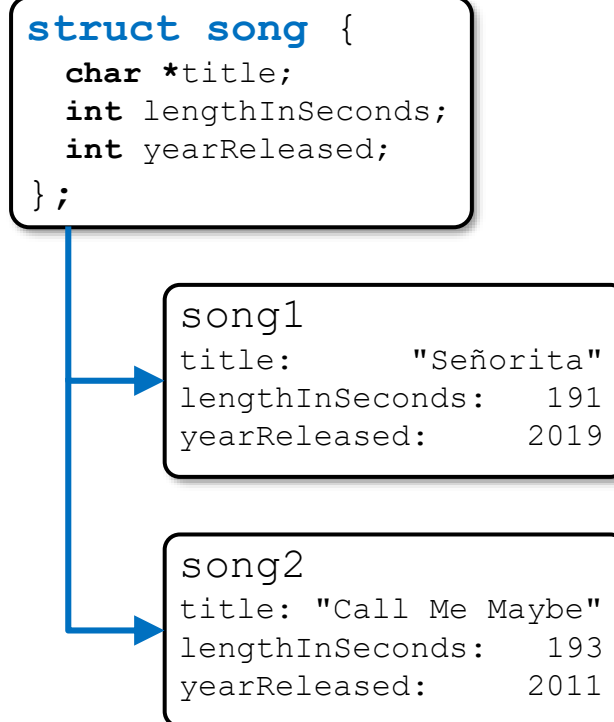 struct song {
char *title;
int lengthInSeconds;
int yearReleased;
};
song1
title: "Señorita"
lengthInSeconds: 191
yearReleased: 2019
song2
title: "Call Me Maybe"
lengthInSeconds: 193
yearReleased: 2011